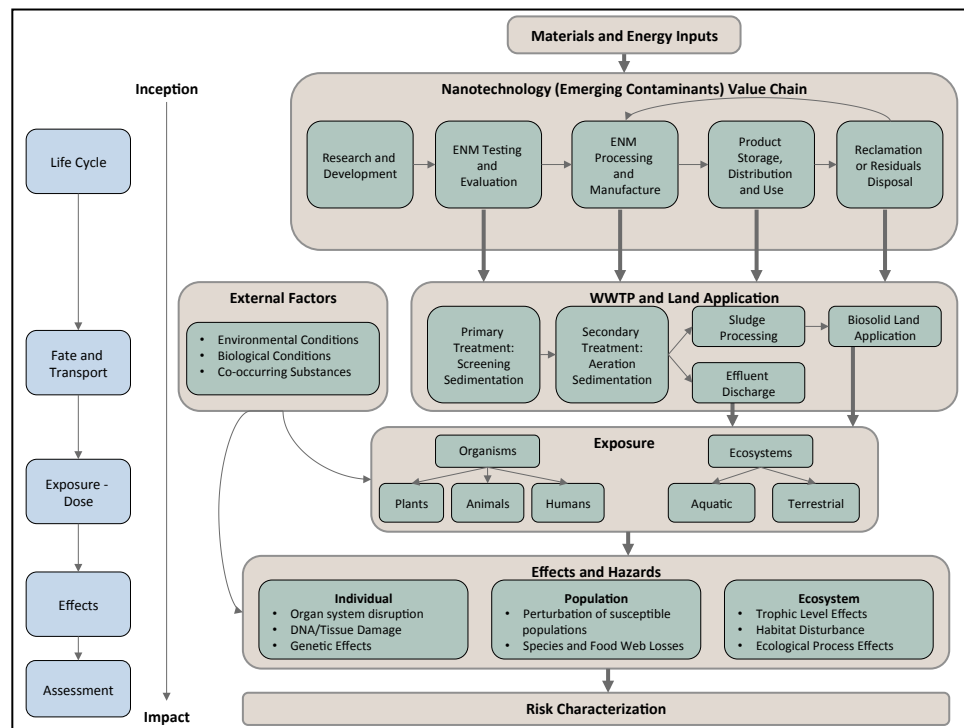 Materials and Energy Inputs
Inception
Nanotechnology (Emerging Contaminants) Value Chain
Life Cycle
Research and
Development
ENM Testing
and
Evaluation
ENM
Processing
and
Manufacture
Product
Storage,
Distribution
and Use
Reclamation
or Residuals
Disposal
External Factors
• Environmental Conditions
• Biological Conditions
• Co-occurring Substances
WWTP and Land Application
Primary
Treatment:
Screening
Sedimentation
Secondary
Treatment:
Aeration
Sedimentation
Sludge
Processing
Biosolid Land
Application
Effluent
Discharge
Fate and
Transport
Exposure
Organisms
Plants
Animals
Humans
Ecosystems
Aquatic
Terrestrial
Exposure -
Dose
Effects and Hazards
Individual
• Organ system disruption
• DNA/Tissue Damage
• Genetic Effects
Population
• Perturbation of susceptible
populations
• Species and Food Web Losses
Ecosystem
• Trophic Level Effects
• Habitat Disturbance
• Ecological Process Effects
Effects
Assessment
Impact
Risk Characterization